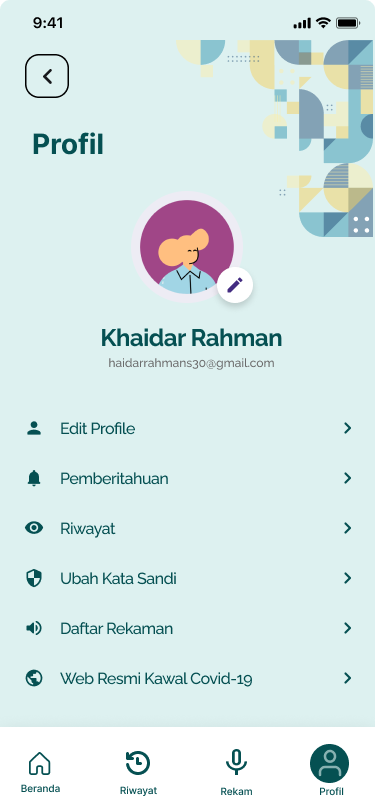 9:41
Profil
Khaidar Rahman
haidarrahmans30@gmail.com
Edit Profile
Pemberitahuan
Riwayat
Ubah Kata Sandi
Daftar Rekaman
Web Resmi Kawal Covid-19
Beranda
Riwayat
Rekam
Profil